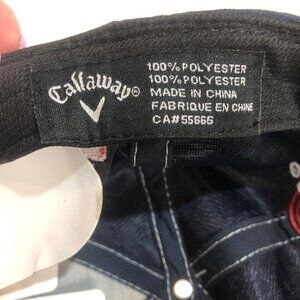 Callaway®
100% POLYESTER
100% POLYESTER
MADE IN CHINA
FABRIQUE EN CHINE
CA# 55666